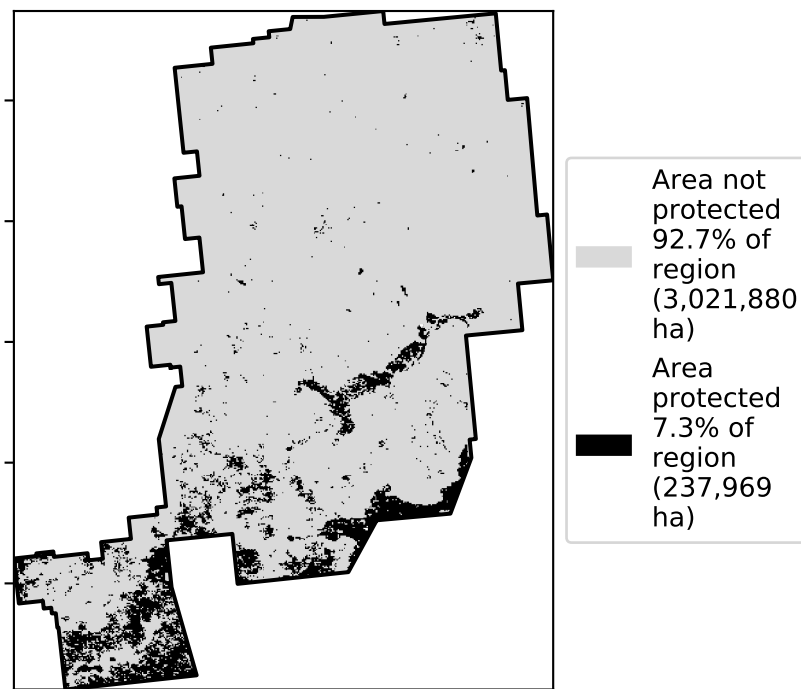 Area not
protected
92.7% of
region
(3,021,880
ha)
Area
protected
7.3% of
region
(237,969
ha)